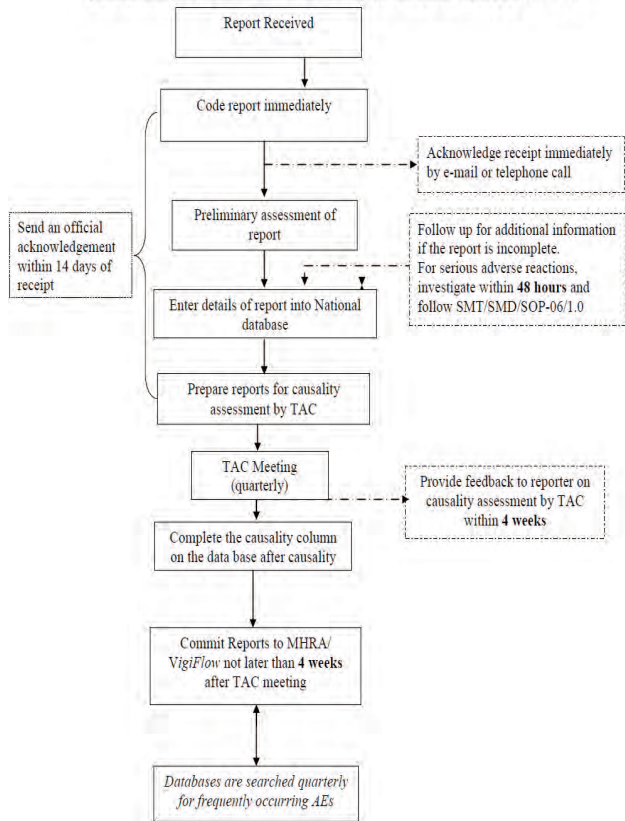 Report Received
Code report immediately
Acknowledge receipt immediately
by e-mail or telephone call
Send an official
acknowledgement
within 14 days of
receipt
Preliminary assessment of
report
Follow up for additional information
if the report is incomplete.
For serious adverse reactions,
investigate within 48 hours and
follow SMT/SMD/SOP-06/1.0
Enter details of report into National
database
Prepare reports for causality
assessment by TAC
TAC Meeting
(quarterly)
Provide feedback to reporter on
causality assessment by TAC
within 4 weeks
Complete the causality column
on the data base after causality
Commit Reports to MHRA/
VigiFlow not later than 4 weeks
after TAC meeting
Databases are searched quarterly
for frequently occurring AEs